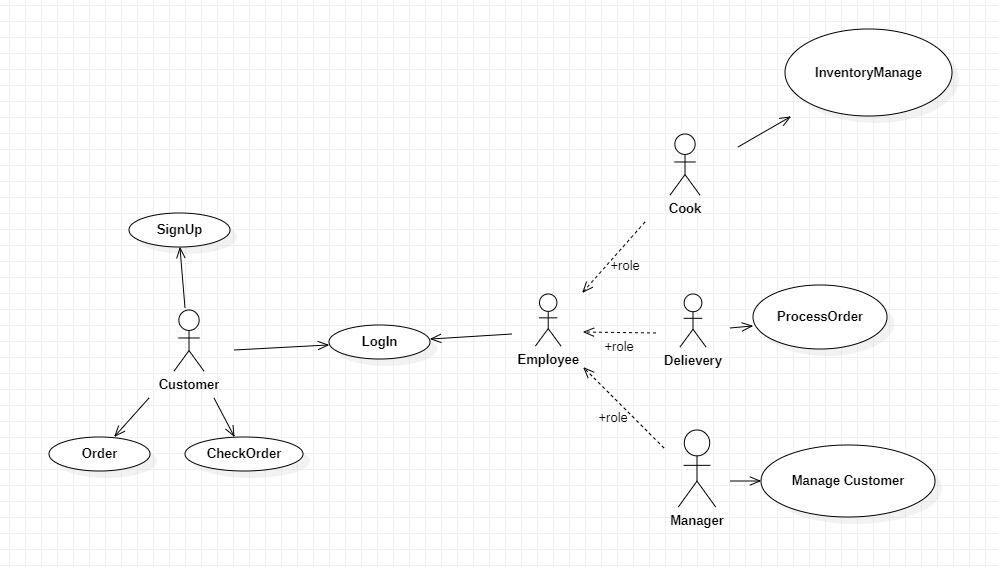 InventoryManage
Cook
SignUp
+role
ProcessOrder
LogIn
+role
Employee
Delievery
Customer
+role
Order
CheckOrder
Manage Customer
Manager